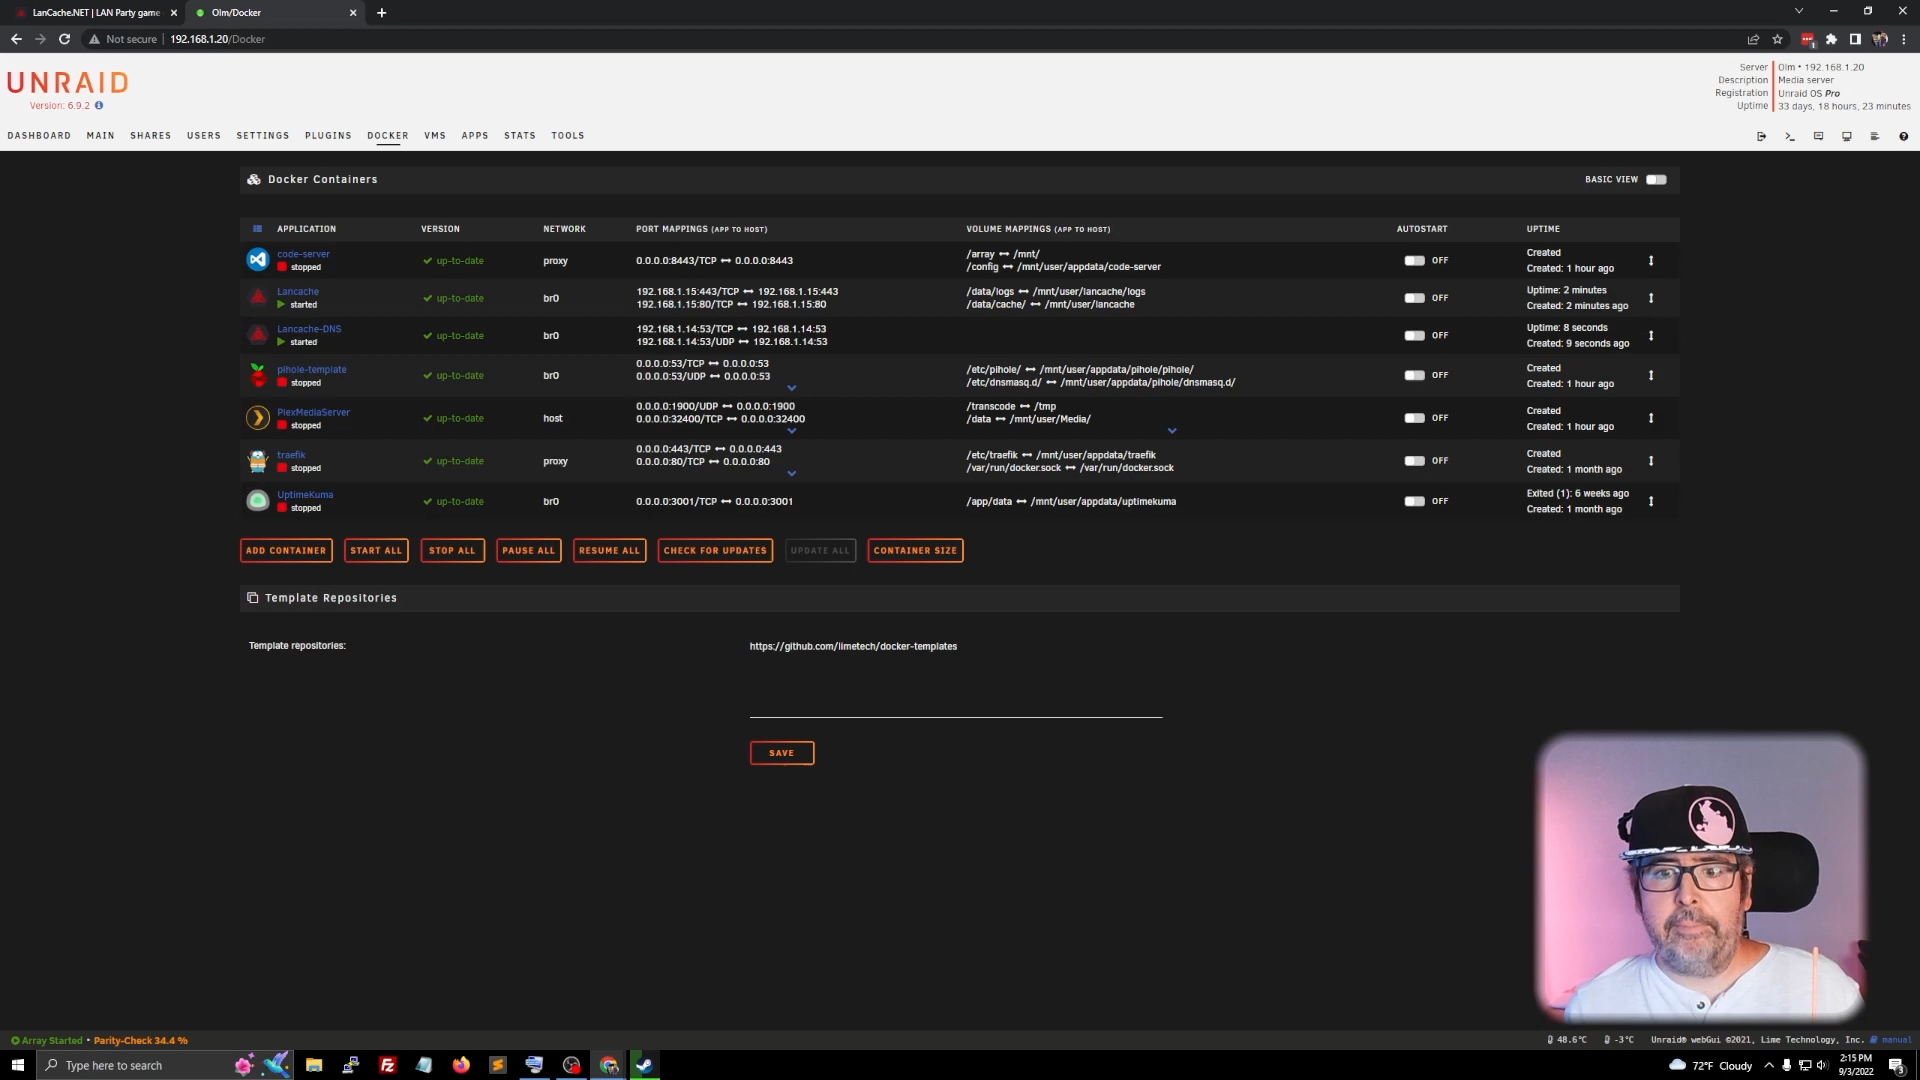 LanCache.NET | LAN Party game
Olm/Docker
Not secure
192.168.1.20/Docker
UNRAID
Version: 6.9.2
Server
Description
Registration
Uptime
Olm • 192.168.1.20
Media server
Unraid OS Pro
33 days, 18 hours, 23 minutes
DASHBOARD MAIN SHARES USERS SETTINGS PLUGINS DOCKER VMS APPS STATS TOOLS
Docker Containers
BASIC VIEW
APPLICATION VERSION NETWORK PORT MAPPINGS (APP TO HOST) VOLUME MAPPINGS (APP TO HOST) AUTOSTART UPTIME
code-server
stopped
up-to-date
proxy
0.0.0.0:8443/TCP ↔ 0.0.0.0:8443
/array ↔ /mnt/
/config ↔ /mnt/user/appdata/code-server
OFF
Created
Created: 1 hour ago
Lancache
started
up-to-date
br0
192.168.1.15:443/TCP ↔ 192.168.1.15:443
192.168.1.15:80/TCP ↔ 192.168.1.15:80
/data/logs ↔ /mnt/user/lancache/logs
/data/cache/ ↔ /mnt/user/lancache
OFF
Uptime: 2 minutes
Created: 2 minutes ago
Lancache-DNS
started
up-to-date
br0
192.168.1.14:53/TCP ↔ 192.168.1.14:53
192.168.1.14:53/UDP ↔ 192.168.1.14:53
OFF
Uptime: 8 seconds
Created: 9 seconds ago
pihole-template
stopped
up-to-date
br0
0.0.0.0:53/TCP ↔ 0.0.0.0:53
0.0.0.0:53/UDP ↔ 0.0.0.0:53
/etc/pihole/ ↔ /mnt/user/appdata/pihole/pihole/
/etc/dnsmasq.d/ ↔ /mnt/user/appdata/pihole/dnsmasq.d/
OFF
Created
Created: 1 hour ago
PlexMediaServer
stopped
up-to-date
host
0.0.0.0:1900/UDP ↔ 0.0.0.0:1900
0.0.0.0:32400/TCP ↔ 0.0.0.0:32400
/transcode ↔ /tmp
/data ↔ /mnt/user/Media/
OFF
Created
Created: 1 hour ago
traefik
stopped
up-to-date
proxy
0.0.0.0:443/TCP ↔ 0.0.0.0:443
0.0.0.0:80/TCP ↔ 0.0.0.0:80
/etc/traefik ↔ /mnt/user/appdata/traefik
/var/run/docker.sock ↔ /var/run/docker.sock
OFF
Created
Created: 1 month ago
UptimeKuma
stopped
up-to-date
br0
0.0.0.0:3001/TCP ↔ 0.0.0.0:3001
/app/data ↔ /mnt/user/appdata/uptimekuma
OFF
Exited (1): 6 weeks ago
Created: 1 month ago
ADD CONTAINER START ALL STOP ALL PAUSE ALL RESUME ALL CHECK FOR UPDATES UPDATE ALL CONTAINER SIZE
Template Repositories
Template repositories:
https://github.com/limetech/docker-templates
SAVE
Array Started • Parity-Check 34.4 %
48.6°C
-3°C
Unraid® webGui ©2021, Lime Technology, Inc.
manual
Type here to search
72°F Cloudy
2:15 PM
9/3/2022
3